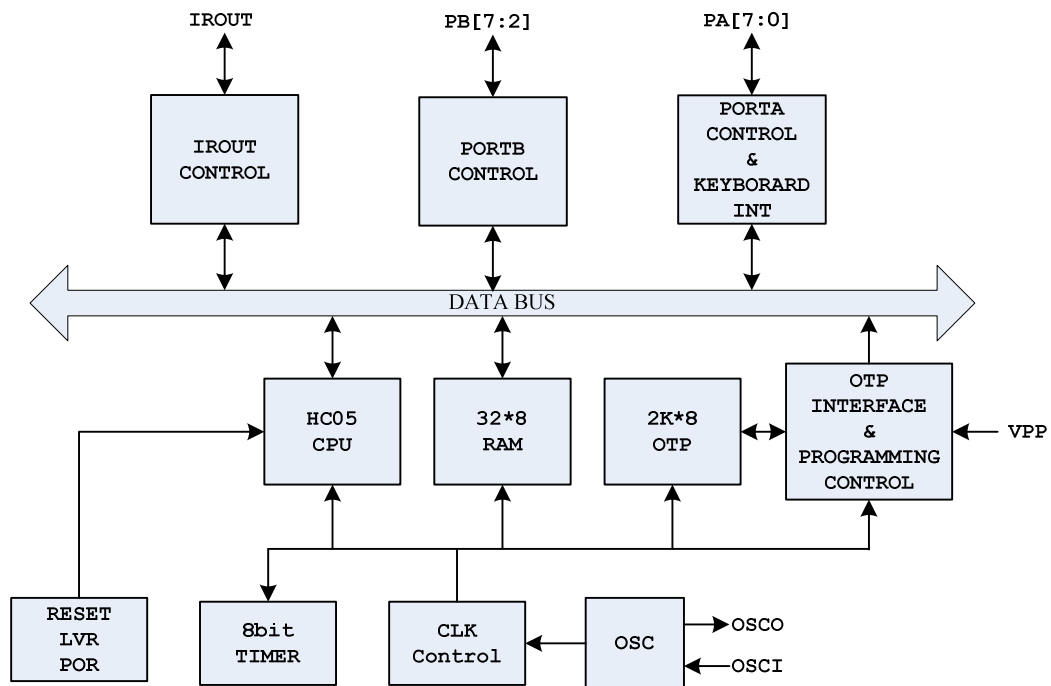 IROUT
PB[7:2]
PA[7:0]
IROUT
CONTROL
PORTB
CONTROL
PORTA
CONTROL
&
KEYBORARD
INT
DATA BUS
HC05
CPU
32*8
RAM
2K*8
OTP
OTP
INTERFACE
&
PROGRAMMING
CONTROL
VPP
RESET
LVR
POR
8bit
TIMER
CLK
Control
OSC
OSCO
OSCI